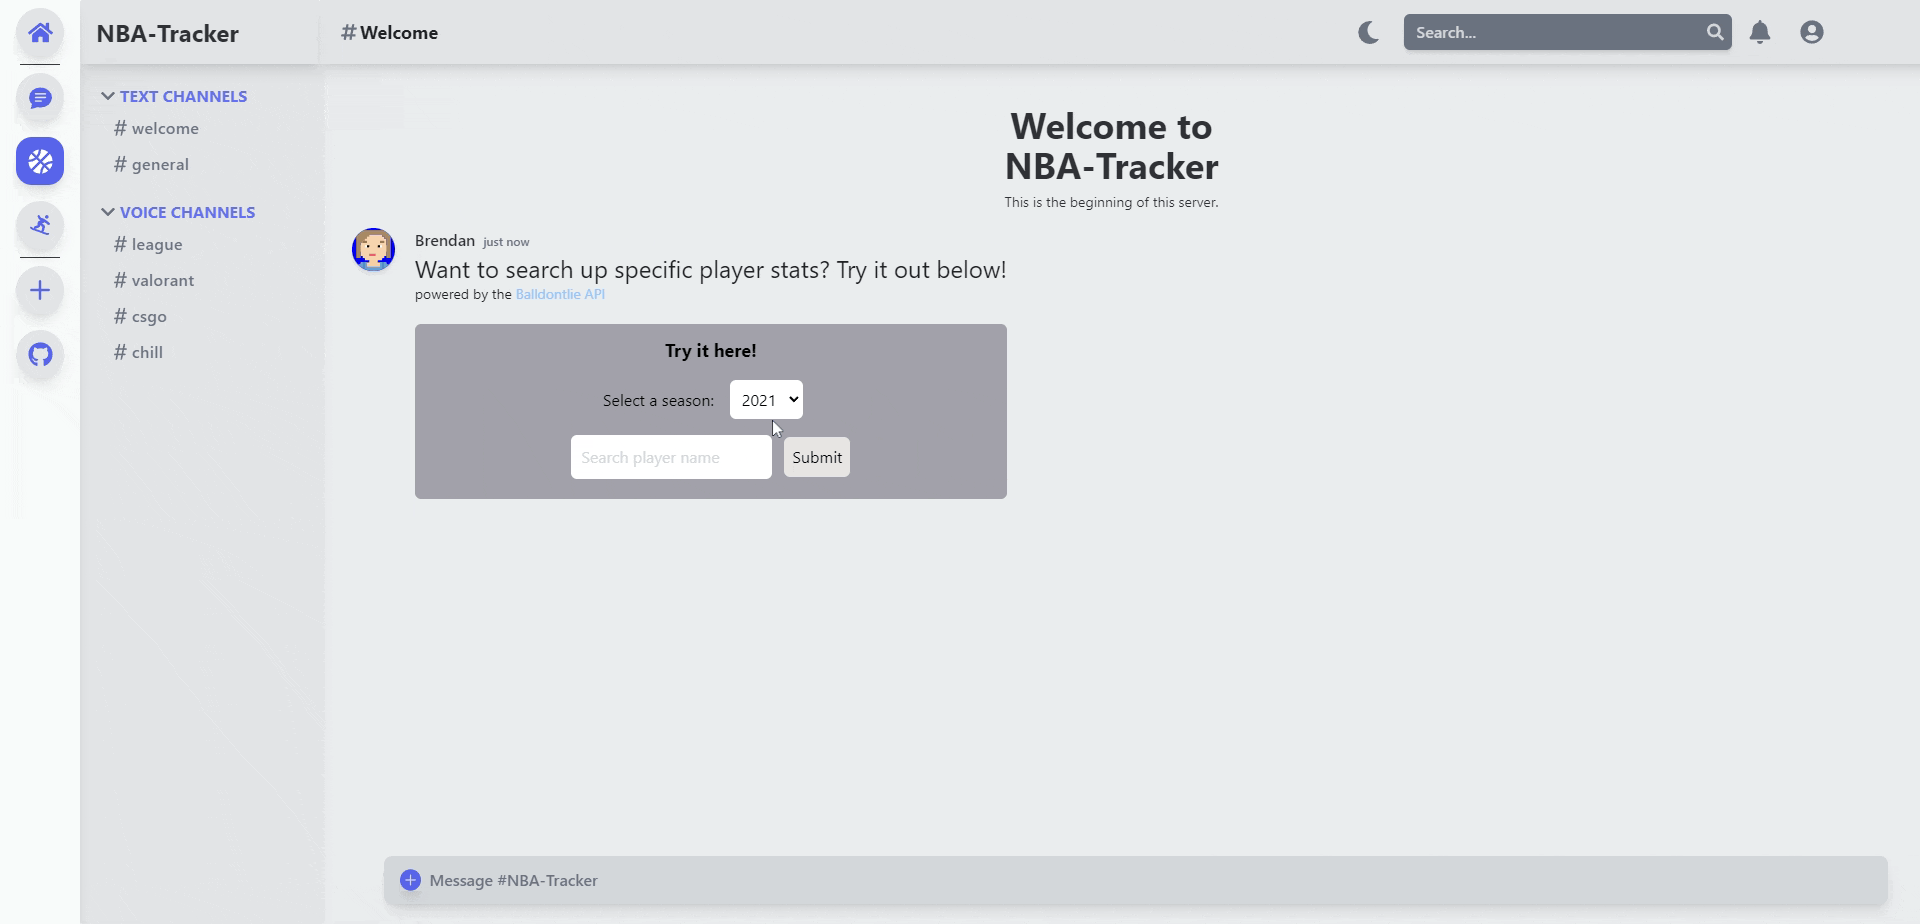 NBA-Tracker
# Welcome
Search...
TEXT CHANNELS
# welcome
# general
VOICE CHANNELS
# league
# valorant
# csgo
# chill
Welcome to
NBA-Tracker
This is the beginning of this server.
Brendan just now
Want to search up specific player stats? Try it out below!
powered by the Balldontlie API
Try it here!
Select a season: 2021
Search player name Submit
Message #NBA-Tracker